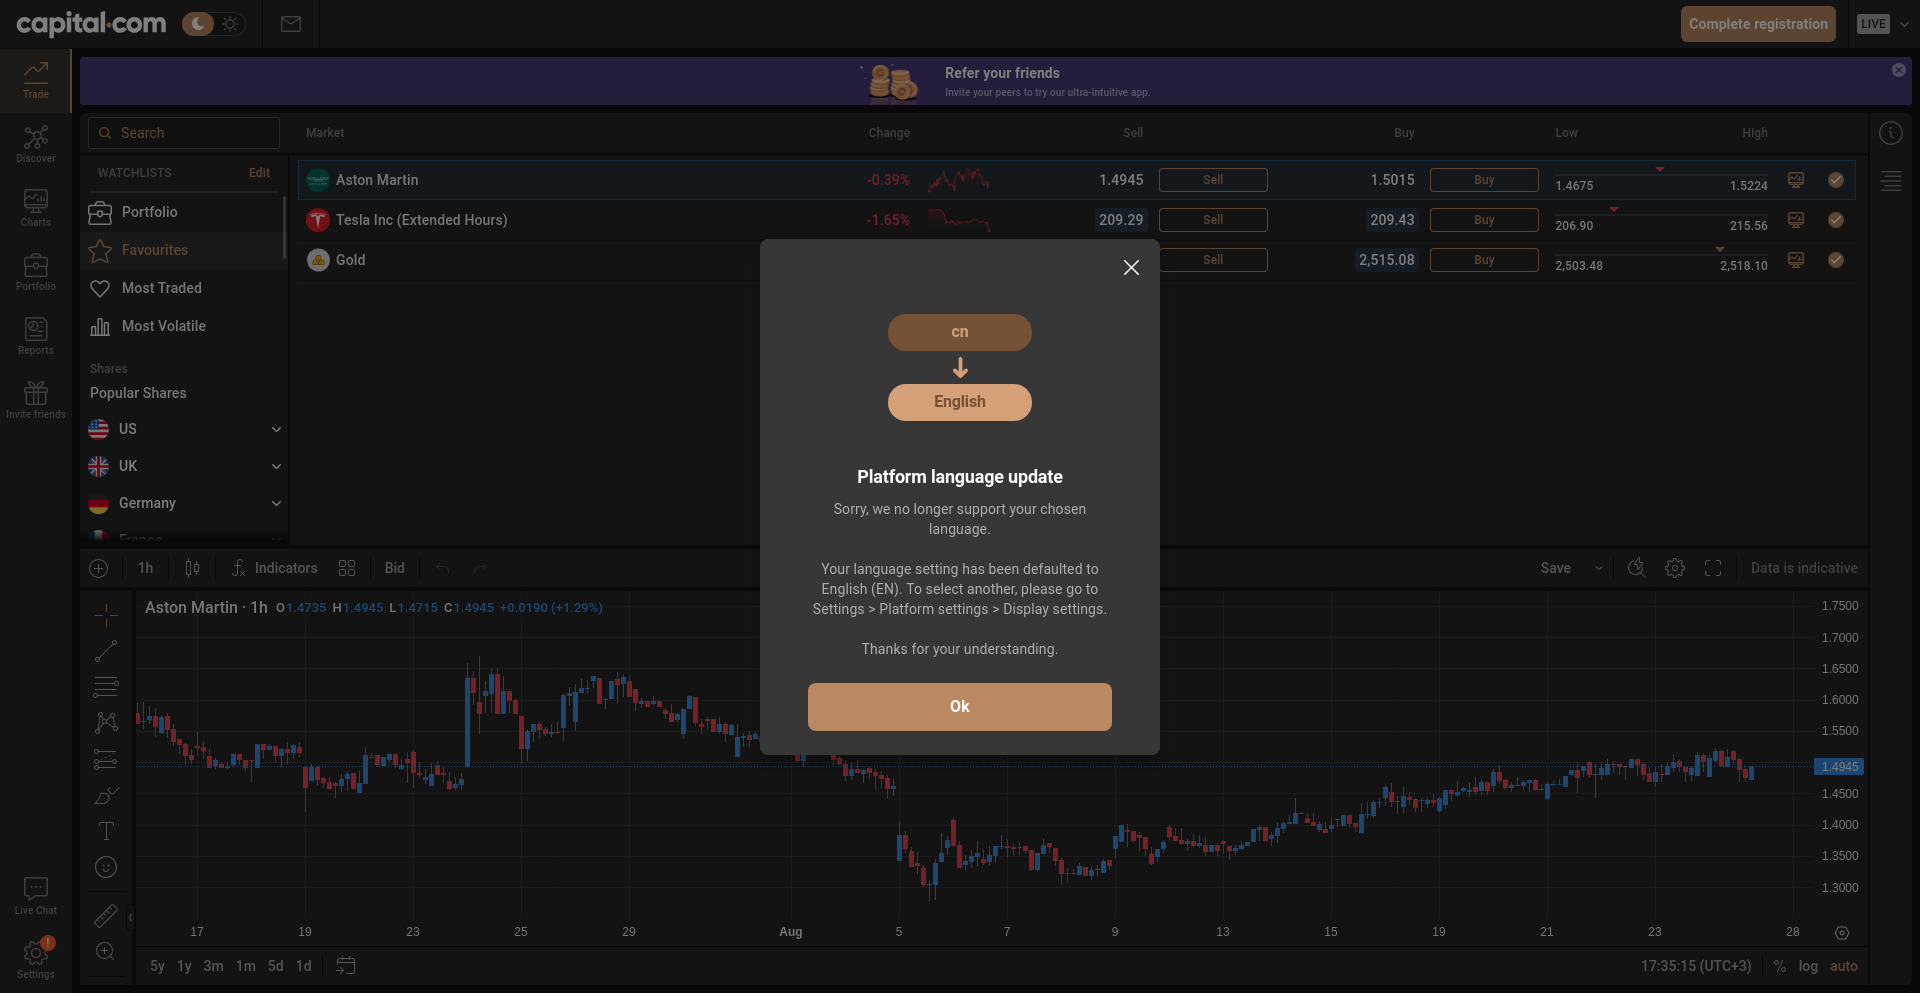 capital.com
Complete registration
LIVE
Refer your friends
Invite your peers to try our ultra-intuitive app.
Trade
Discover
Charts
Portfolio
Reports
Invite friends
Live Chat
!
Settings
Search
Market
Change
Sell
Buy
Low
High
WATCHLISTS
Edit
Portfolio
Favourites
Most Traded
Most Volatile
Shares
Popular Shares
US
UK
Germany
France
Aston Martin
-0.39%
1.4945
Sell
1.5015
Buy
1.4675
1.5224
Tesla Inc (Extended Hours)
-1.65%
209.29
Sell
209.43
Buy
206.90
215.56
Gold
Sell
2,515.08
Buy
2,503.48
2,518.10
cn
English
Platform language update
Sorry, we no longer support your chosen
language.
Your language setting has been defaulted to
English (EN). To select another, please go to
Settings > Platform settings > Display settings.
Thanks for your understanding.
Ok
1h
Indicators
Bid
Save
Data is indicative
Aston Martin · 1h O1.4735 H1.4945 L1.4715 C1.4945 +0.0190 (+1.29%)
1.7500
1.7000
1.6500
1.6000
1.5500
1.4945
1.4500
1.4000
1.3500
1.3000
17
19
23
25
29
Aug
5
7
9
13
15
19
21
23
28
5y
1y
3m
1m
5d
1d
17:35:15 (UTC+3)
%
log
auto